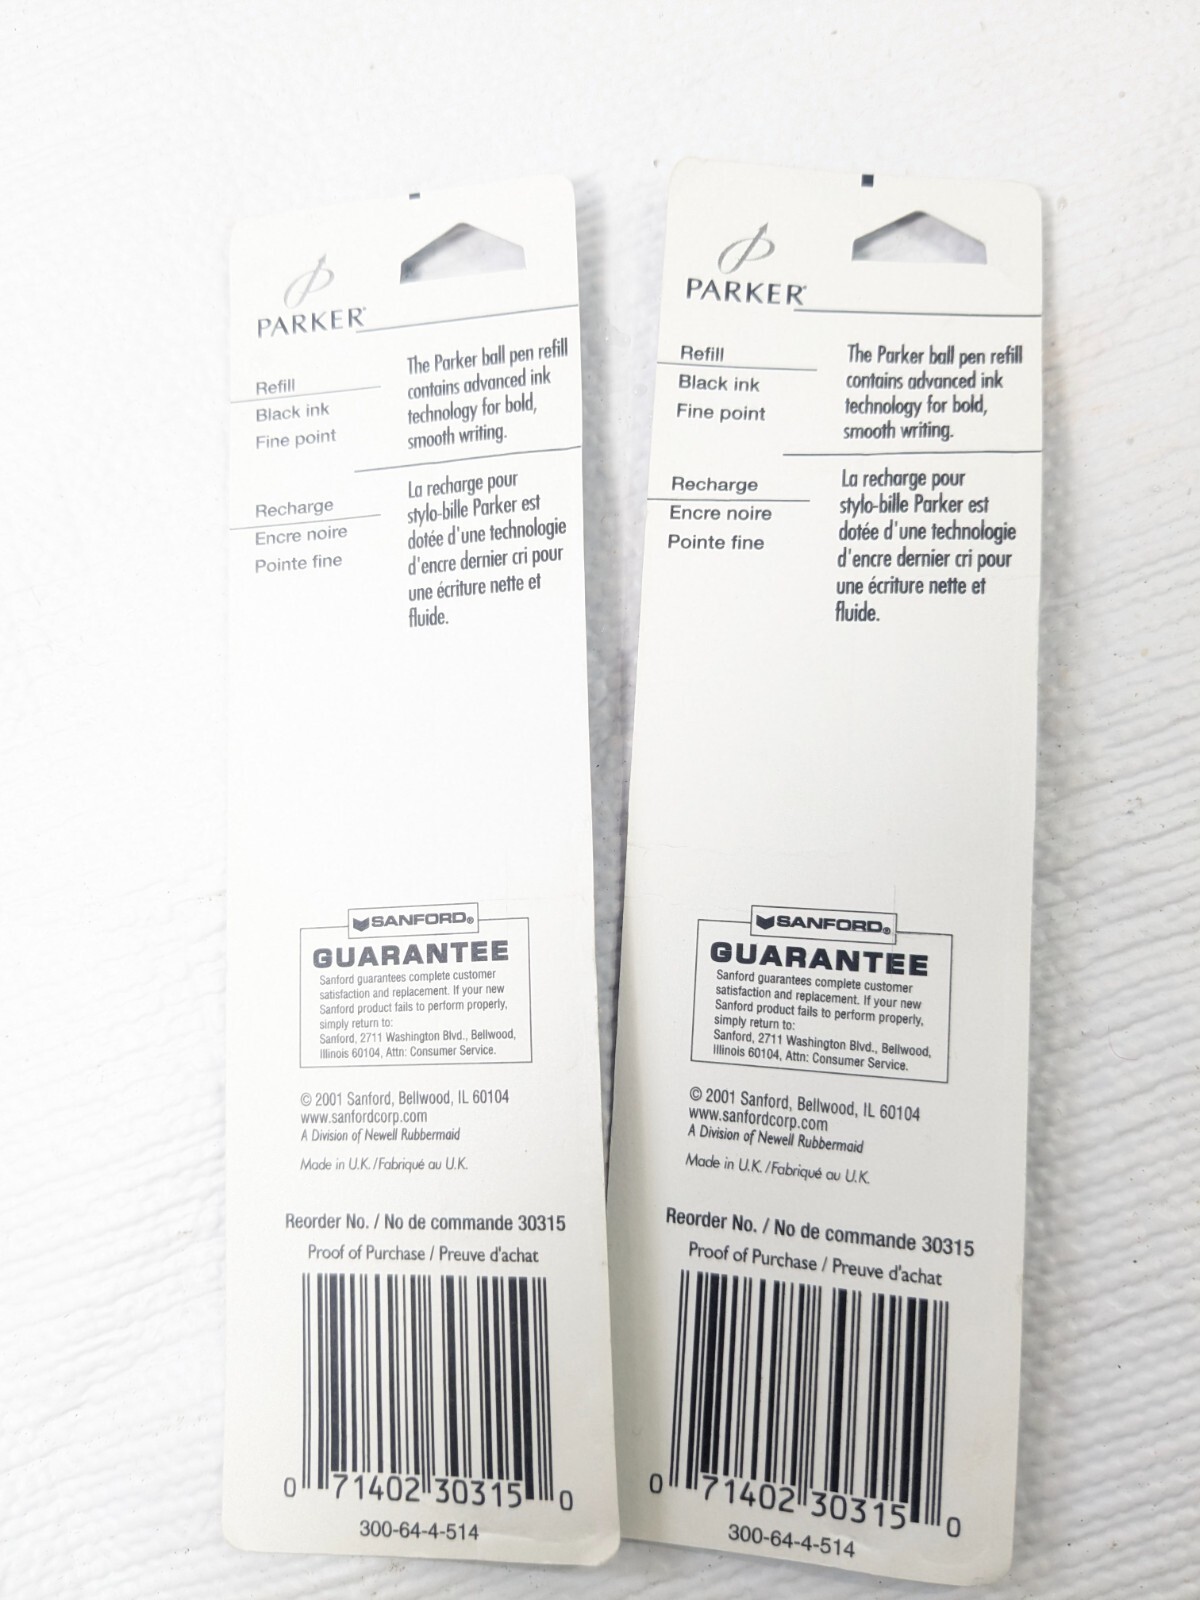 PARKER®
Refill
Black ink
Fine point
The Parker ball pen refill
contains advanced ink
technology for bold,
smooth writing.
Recharge
Encre noire
Pointe fine
La recharge pour
stylo-bille Parker est
dotée d'une technologie
d'encre dernier cri pour
une écriture nette et
fluide.
SANFORD®
GUARANTEE
Sanford guarantees complete customer
satisfaction and replacement. If your new
Sanford product fails to perform properly,
simply return to:
Sanford, 2711 Washington Blvd., Bellwood,
Illinois 60104, Attn: Consumer Service.
© 2001 Sanford, Bellwood, IL 60104
www.sanfordcorp.com
A Division of Newell Rubbermaid
Made in U.K./Fabriqué au U.K.
Reorder No. / No de commande 30315
Proof of Purchase / Preuve d'achat
0 71402 30315 0
300-64-4-514
PARKER®
Refill
Black ink
Fine point
The Parker ball pen refill
contains advanced ink
technology for bold,
smooth writing.
Recharge
Encre noire
Pointe fine
La recharge pour
stylo-bille Parker est
dotée d'une technologie
d'encre dernier cri pour
une écriture nette et
fluide.
SANFORD®
GUARANTEE
Sanford guarantees complete customer
satisfaction and replacement. If your new
Sanford product fails to perform properly,
simply return to:
Sanford, 2711 Washington Blvd., Bellwood,
Illinois 60104, Attn: Consumer Service.
© 2001 Sanford, Bellwood, IL 60104
www.sanfordcorp.com
A Division of Newell Rubbermaid
Made in U.K./Fabriqué au U.K.
Reorder No. / No de commande 30315
Proof of Purchase / Preuve d'achat
0 71402 30315 0
300-64-4-514